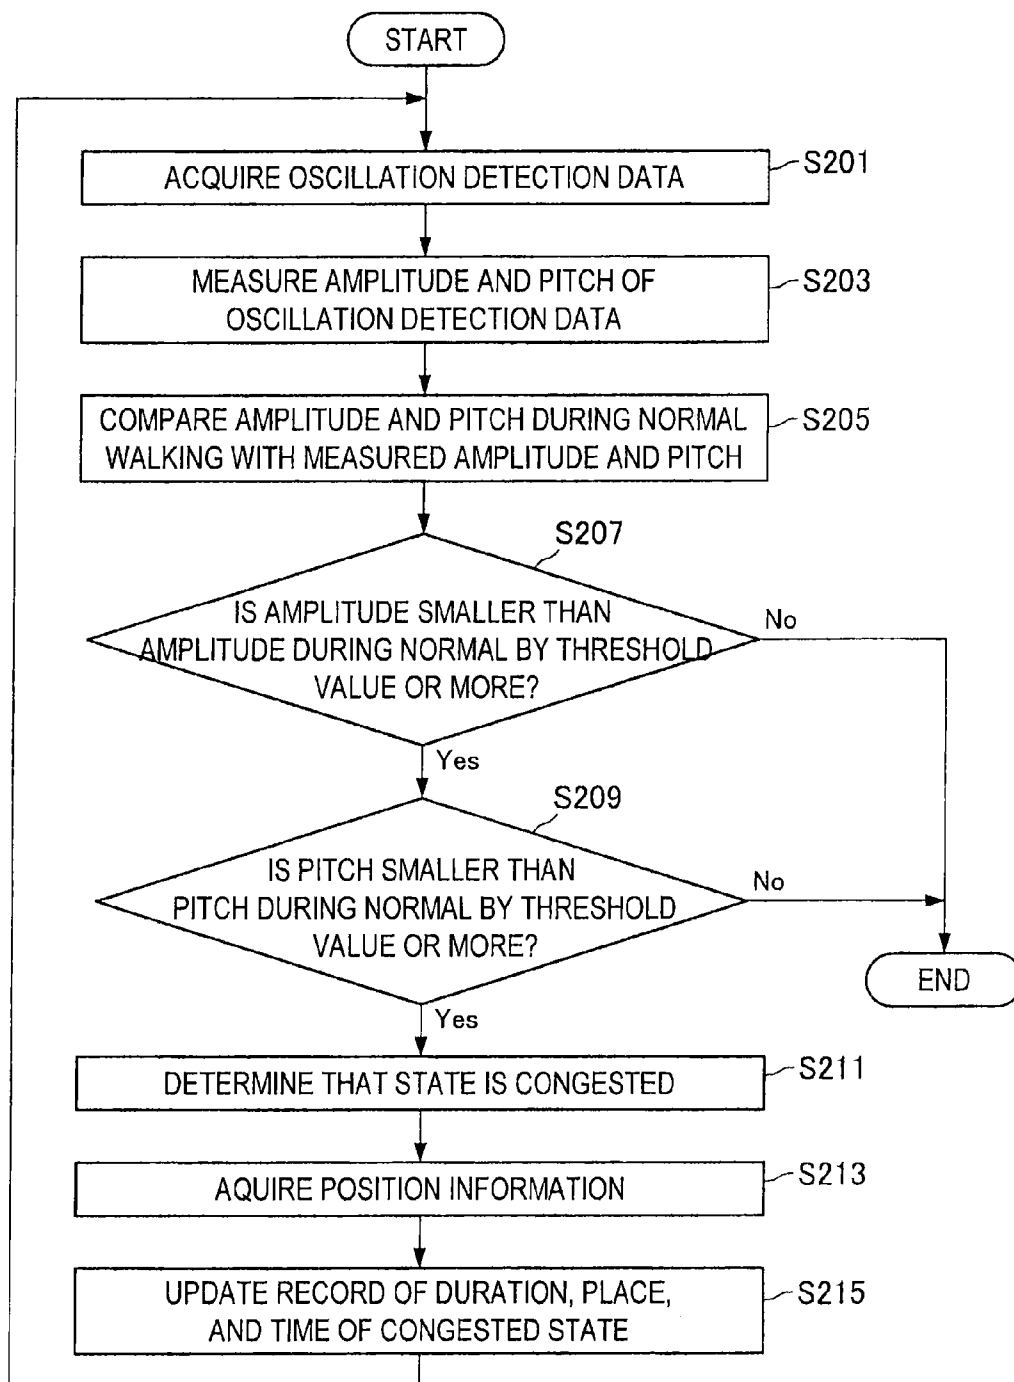 START
ACQUIRE OSCILLATION DETECTION DATA
S201
MEASURE AMPLITUDE AND PITCH OF
OSCILLATION DETECTION DATA
S203
COMPARE AMPLITUDE AND PITCH DURING NORMAL
WALKING WITH MEASURED AMPLITUDE AND PITCH
S205
S207
IS AMPLITUDE SMALLER THAN
AMPLITUDE DURING NORMAL BY THRESHOLD
VALUE OR MORE?
No
Yes
S209
IS PITCH SMALLER THAN
PITCH DURING NORMAL BY THRESHOLD
VALUE OR MORE?
No
END
Yes
DETERMINE THAT STATE IS CONGESTED
S211
AQUIRE POSITION INFORMATION
S213
UPDATE RECORD OF DURATION, PLACE,
AND TIME OF CONGESTED STATE
S215